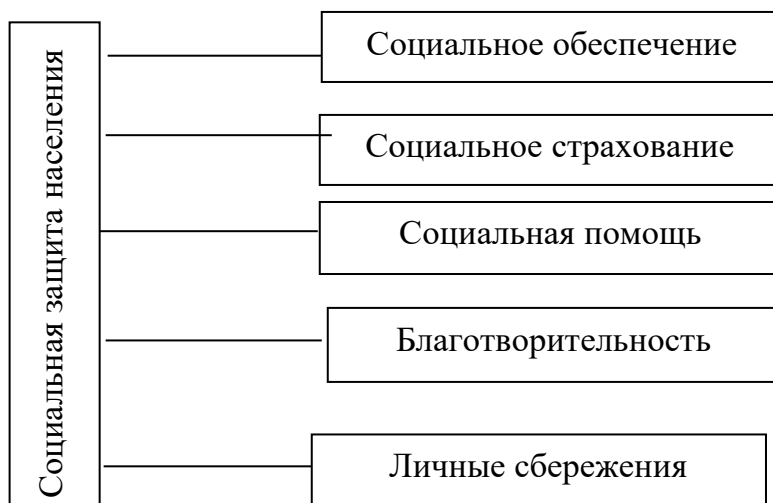 Социальная защита населения
Социальное обеспечение
Социальное страхование
Социальная помощь
Благотворительность
Личные сбережения